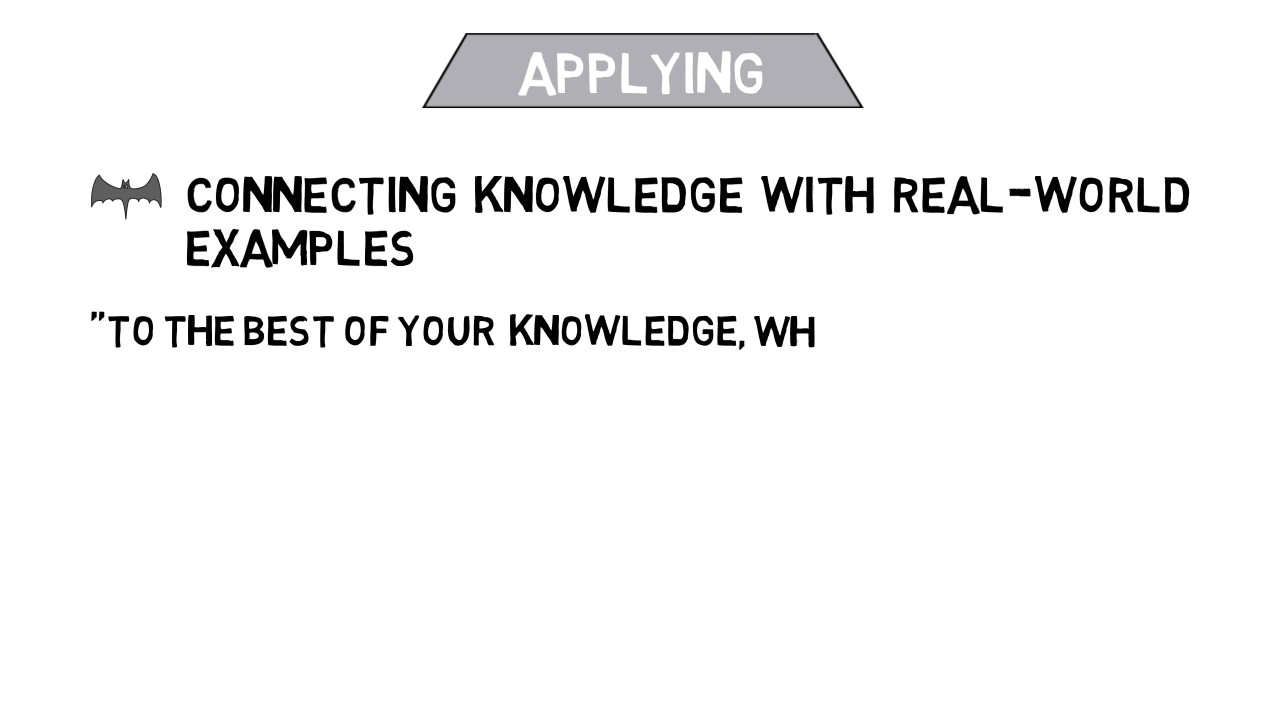 APPLYING
CONNECTING KNOWLEDGE WITH REAL-WORLD
EXAMPLES
"TO THE BEST OF YOUR KNOWLEDGE, WH